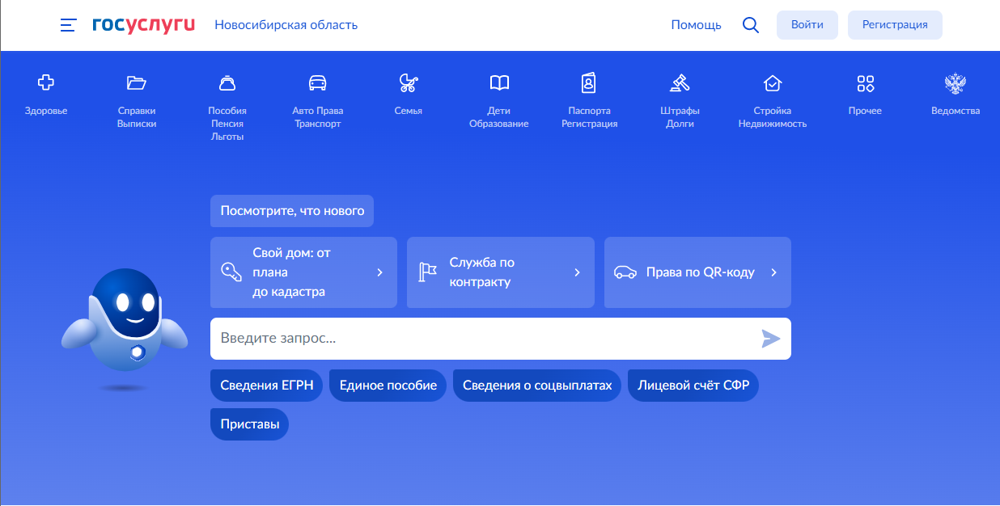 госуслуги Новосибирская область Помощь Войти Регистрация
Здоровье
Справки
Выписки
Пособия
Пенсия
Льготы
Авто Права
Транспорт
Семья
Дети
Образование
Паспорта
Регистрация
Штрафы
Долги
Стройка
Недвижимость
Прочее
Ведомства
Посмотрите, что нового
Свой дом: от
плана
до кадастра
Служба по
контракту
Права по QR-коду
Введите запрос...
Сведения ЕГРН
Единое пособие
Сведения о соцвыплатах
Лицевой счёт СФР
Приставы